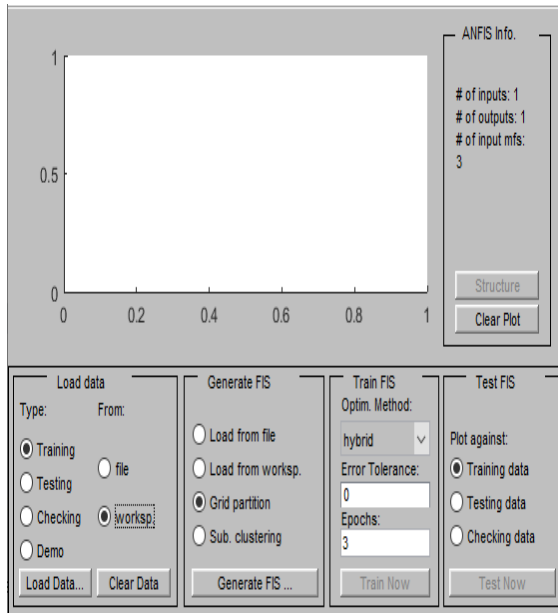 1
0.5
0
0 0.2 0.4 0.6 0.8 1
ANFIS Info.
# of inputs: 1
# of outputs: 1
# of input mfs:
3
Structure
Clear Plot
Load data
Type: From:
Training
Testing
Checking
Demo
file
worksp.
Load Data... Clear Data
Generate FIS
Load from file
Load from worksp.
Grid partition
Sub. clustering
Generate FIS ...
Train FIS
Optim. Method:
hybrid
Error Tolerance:
0
Epochs:
3
Train Now
Test FIS
Plot against:
Training data
Testing data
Checking data
Test Now